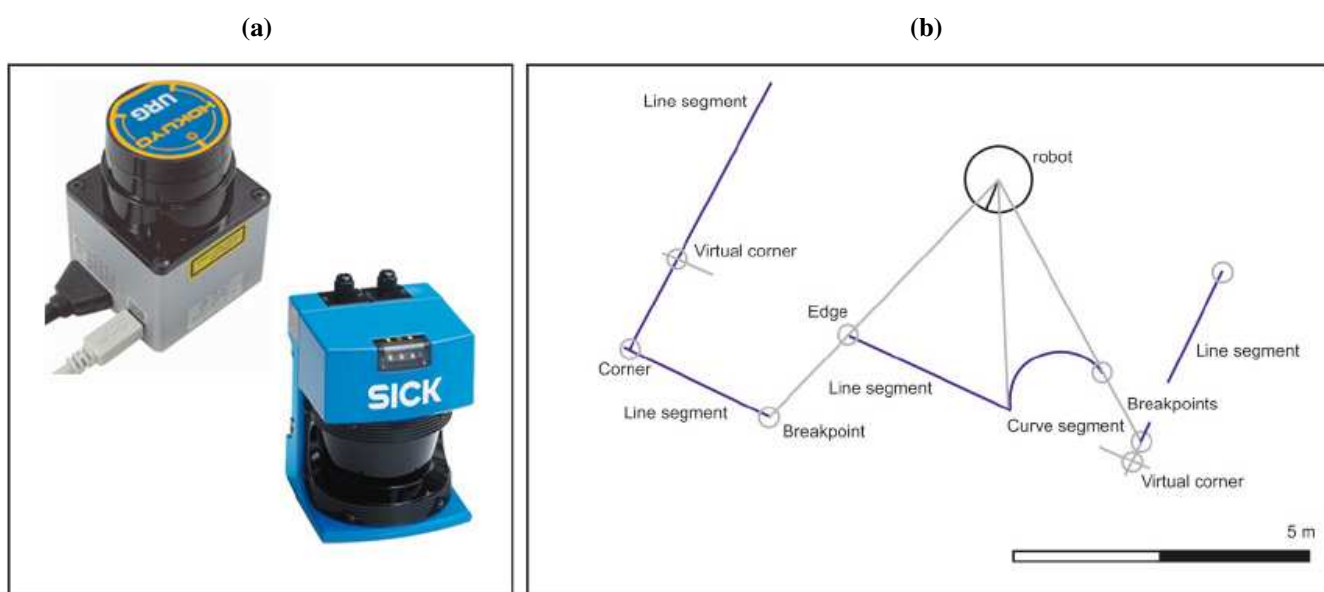 (a)
(b)
HOKUYO
URG
SICK
Line segment
robot
Virtual corner
Edge
Corner
Line segment
Line segment
Line segment
Breakpoint
Curve segment
Breakpoints
Virtual corner
5 m